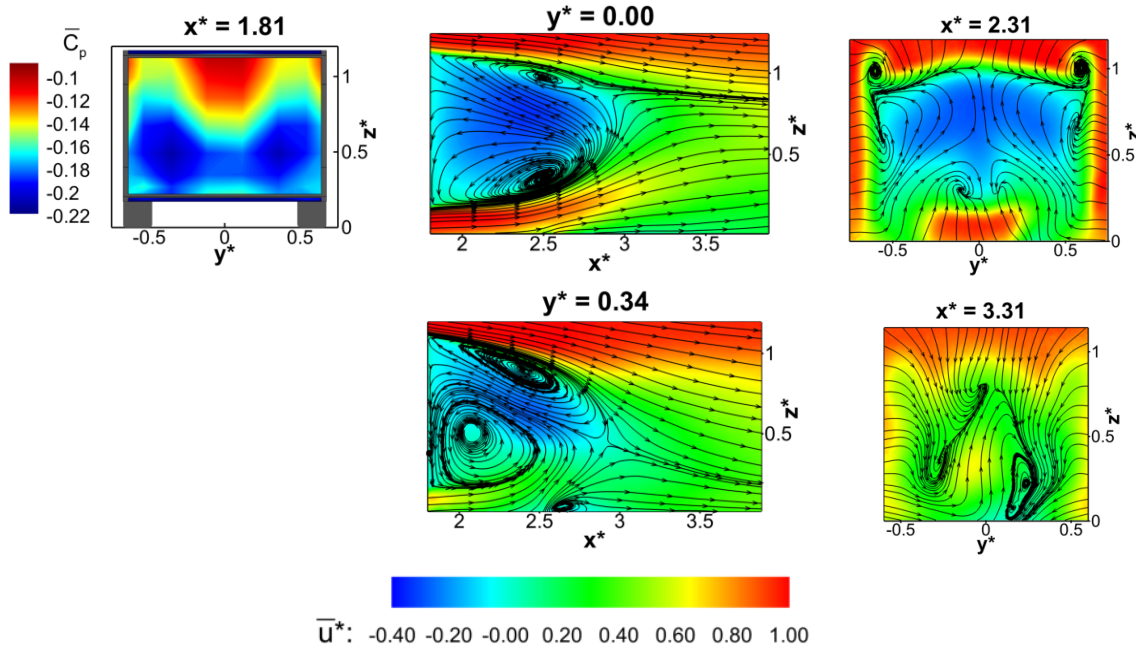 C̅p
-0.1
-0.12
-0.14
-0.16
-0.18
-0.2
-0.22
x* = 1.81
1
0.5
0
z*
-0.5 0 0.5
y*
y* = 0.00
1
0.5
z*
2 2.5 3 3.5
x*
x* = 2.31
1
0.5
0
z*
-0.5 0 0.5
y*
y* = 0.34
1
0.5
z*
2 2.5 3 3.5
x*
x* = 3.31
1
0.5
0
z*
-0.5 0 0.5
y*
u̅*: -0.40 -0.20 -0.00 0.20 0.40 0.60 0.80 1.00